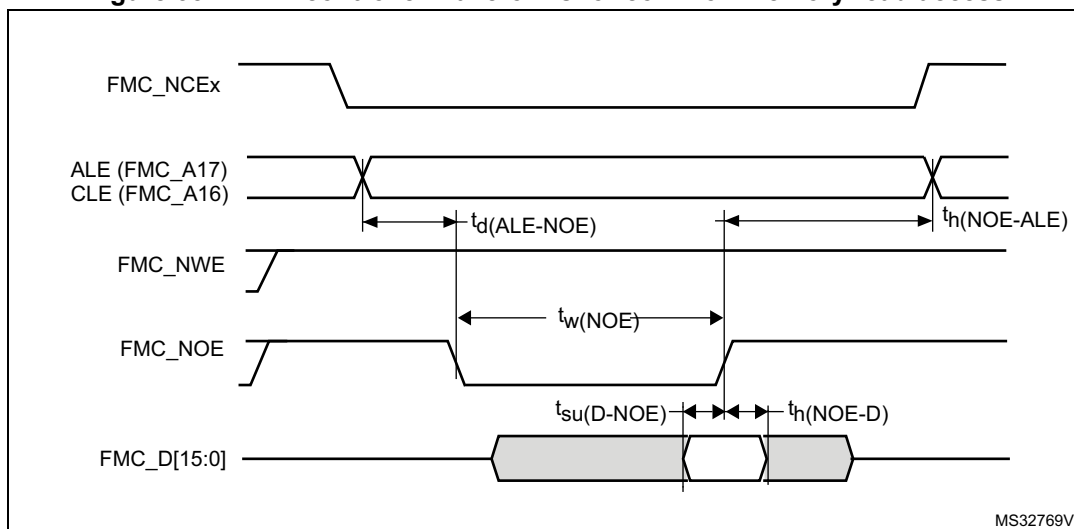 FMC_NCEx
ALE (FMC_A17)
CLE (FMC_A16)
td(ALE-NOE)
th(NOE-ALE)
FMC_NWE
tw(NOE)
FMC_NOE
tsu(D-NOE)
th(NOE-D)
FMC_D[15:0]